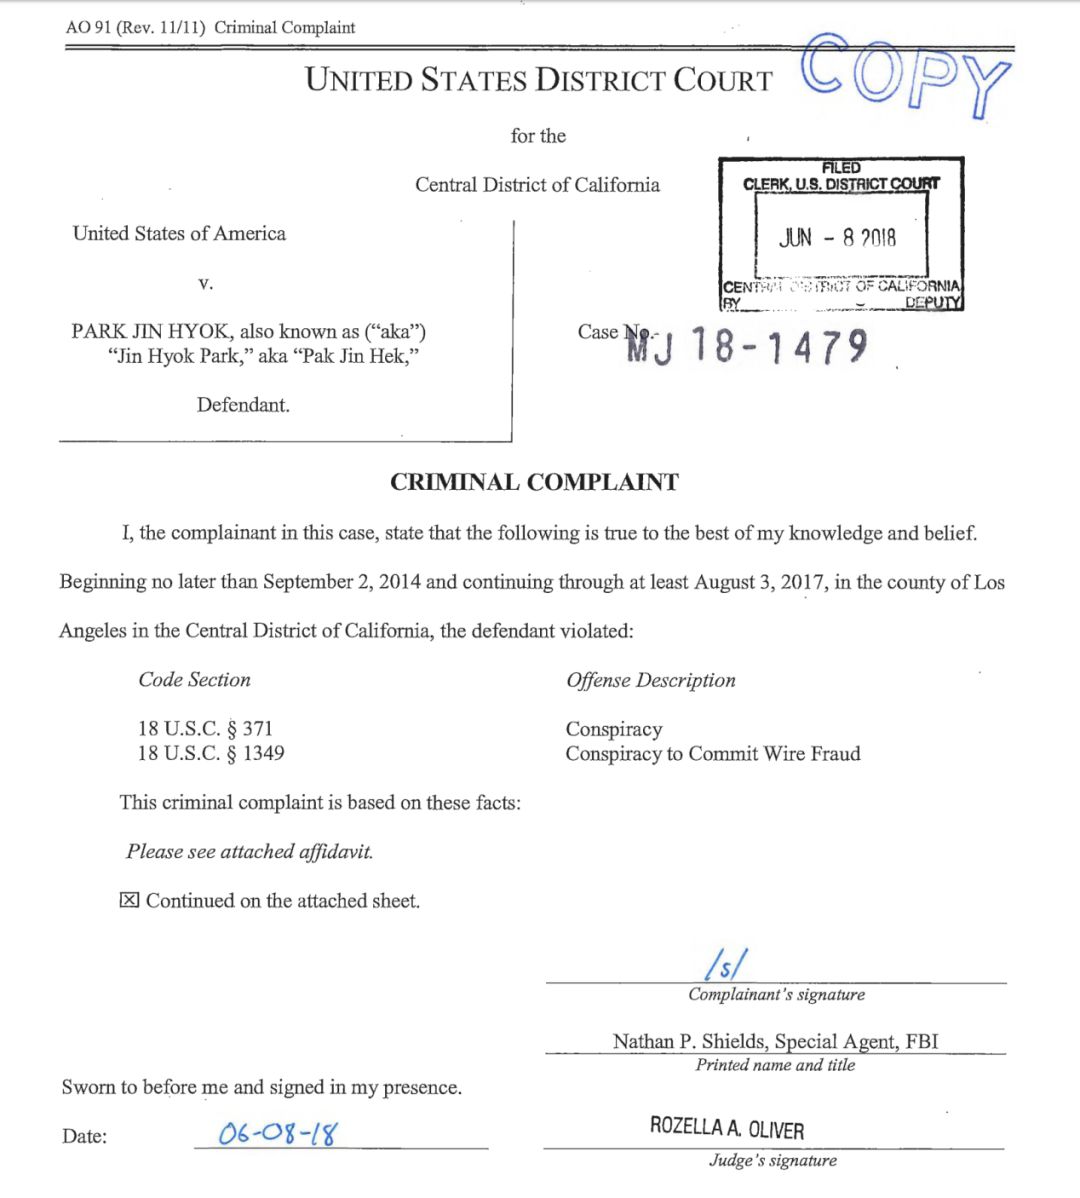 AO 91 (Rev. 11/11) Criminal Complaint
COPY
UNITED STATES DISTRICT COURT
for the
Central District of California
FILED
CLERK, U.S. DISTRICT COURT
JUN - 8 2018
CENTRAL DISTRICT OF CALIFORNIA
BY DEPUTY
United States of America
v.
PARK JIN HYOK, also known as (“aka”)
“Jin Hyok Park,” aka “Pak Jin Hek,”
Defendant.
Case No. MJ 18-1479
CRIMINAL COMPLAINT
I, the complainant in this case, state that the following is true to the best of my knowledge and belief.
Beginning no later than September 2, 2014 and continuing through at least August 3, 2017, in the county of Los
Angeles in the Central District of California, the defendant violated:
Code Section Offense Description
18 U.S.C. § 371 Conspiracy
18 U.S.C. § 1349 Conspiracy to Commit Wire Fraud
This criminal complaint is based on these facts:
Please see attached affidavit.
☒ Continued on the attached sheet.
/s/
Complainant's signature
Nathan P. Shields, Special Agent, FBI
Printed name and title
Sworn to before me and signed in my presence.
Date: 06-08-18
ROZELLA A. OLIVER
Judge's signature